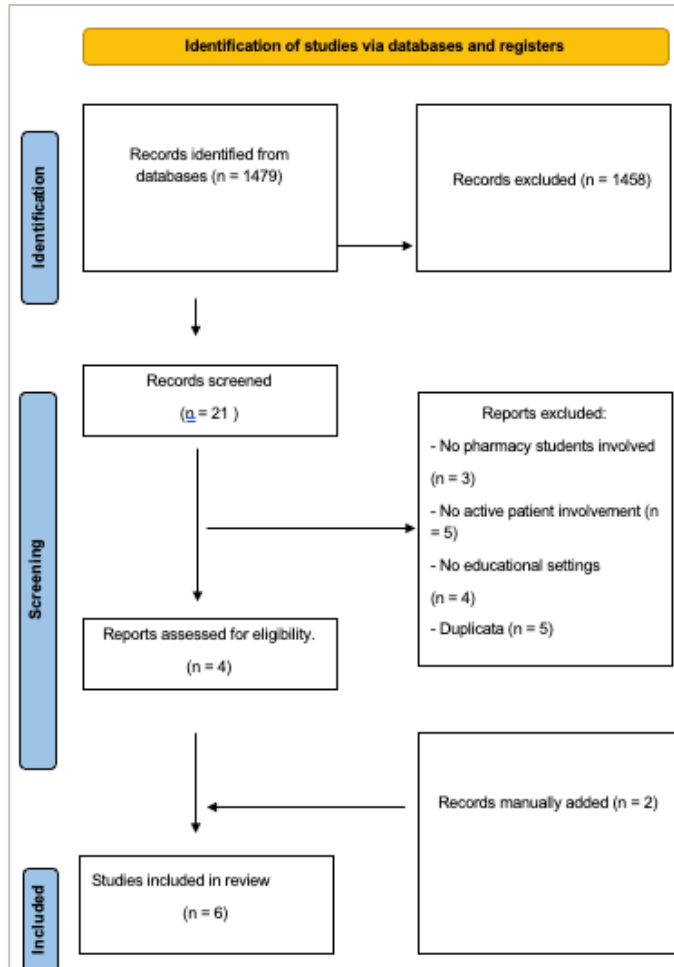 Identification of studies via databases and registers
Identification
Records identified from
databases (n = 1479)
Records excluded (n = 1458)
Screening
Records screened
(n = 21 )
Reports excluded:
- No pharmacy students involved
(n = 3)
- No active patient involvement (n
= 5)
- No educational settings
(n = 4)
- Duplicata (n = 5)
Reports assessed for eligibility.
(n = 4)
Records manually added (n = 2)
Included
Studies included in review
(n = 6)